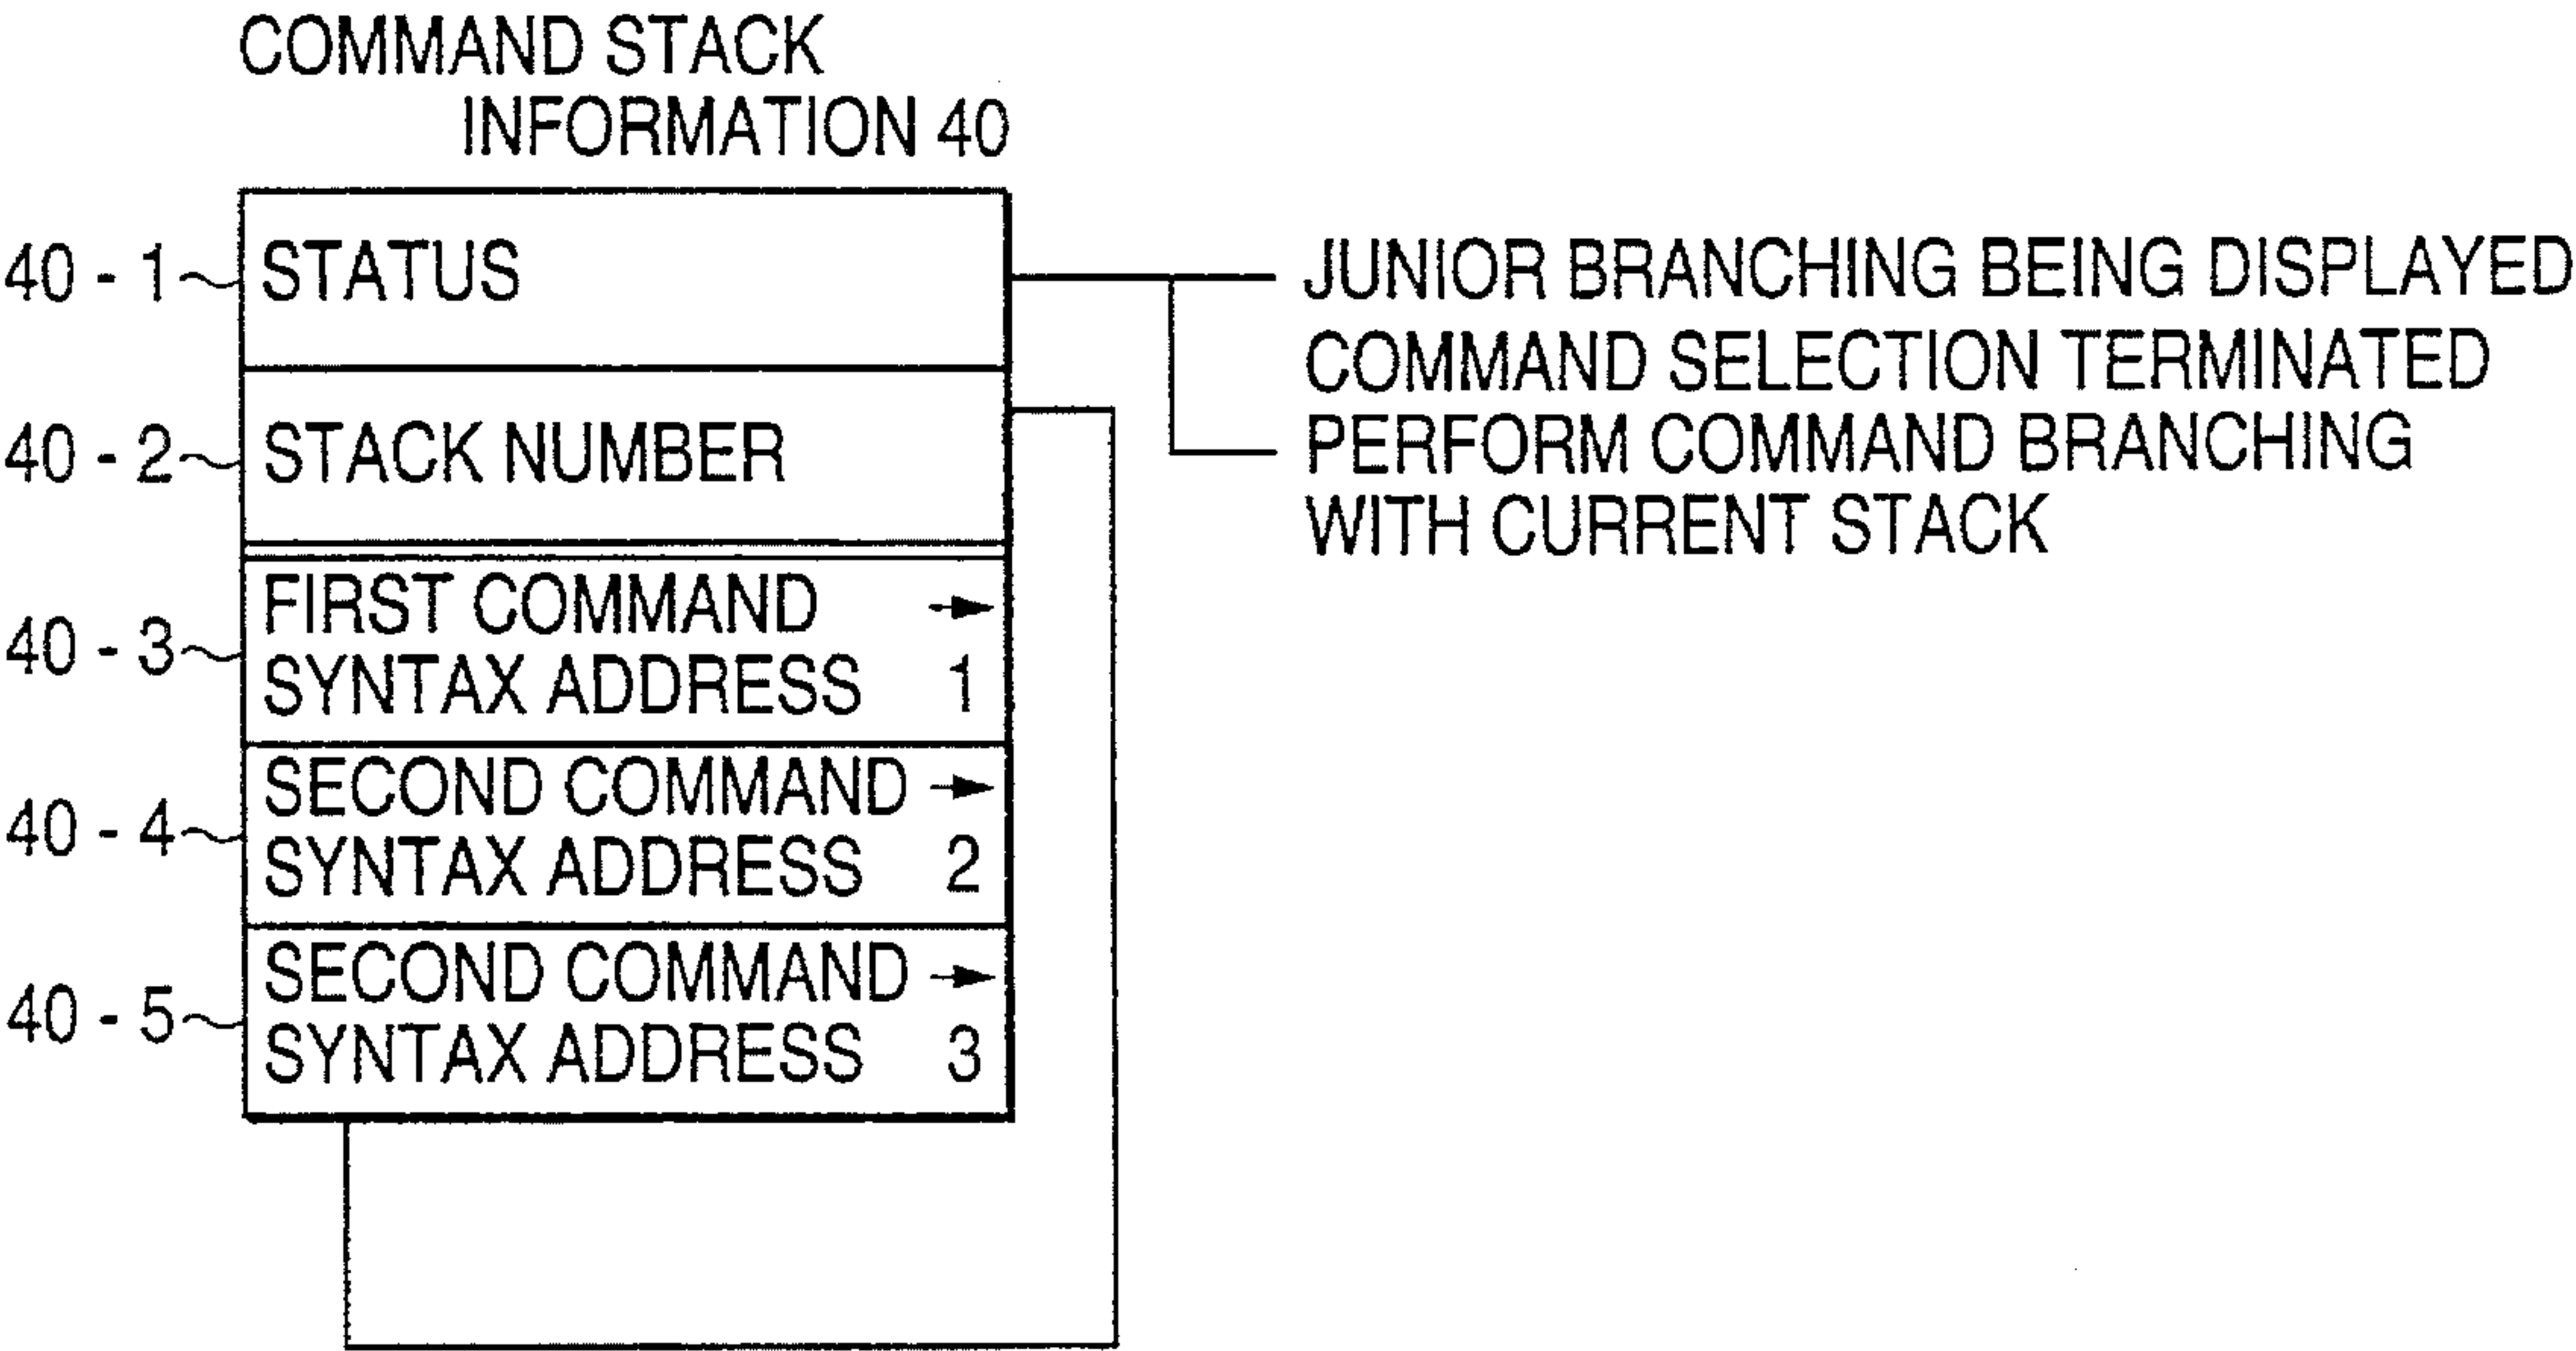 COMMAND STACK
INFORMATION 40
40 - 1 STATUS
JUNIOR BRANCHING BEING DISPLAYED
COMMAND SELECTION TERMINATED
PERFORM COMMAND BRANCHING
WITH CURRENT STACK
40 - 2 STACK NUMBER
40 - 3 FIRST COMMAND →
SYNTAX ADDRESS 1
40 - 4 SECOND COMMAND →
SYNTAX ADDRESS 2
40 - 5 SECOND COMMAND →
SYNTAX ADDRESS 3